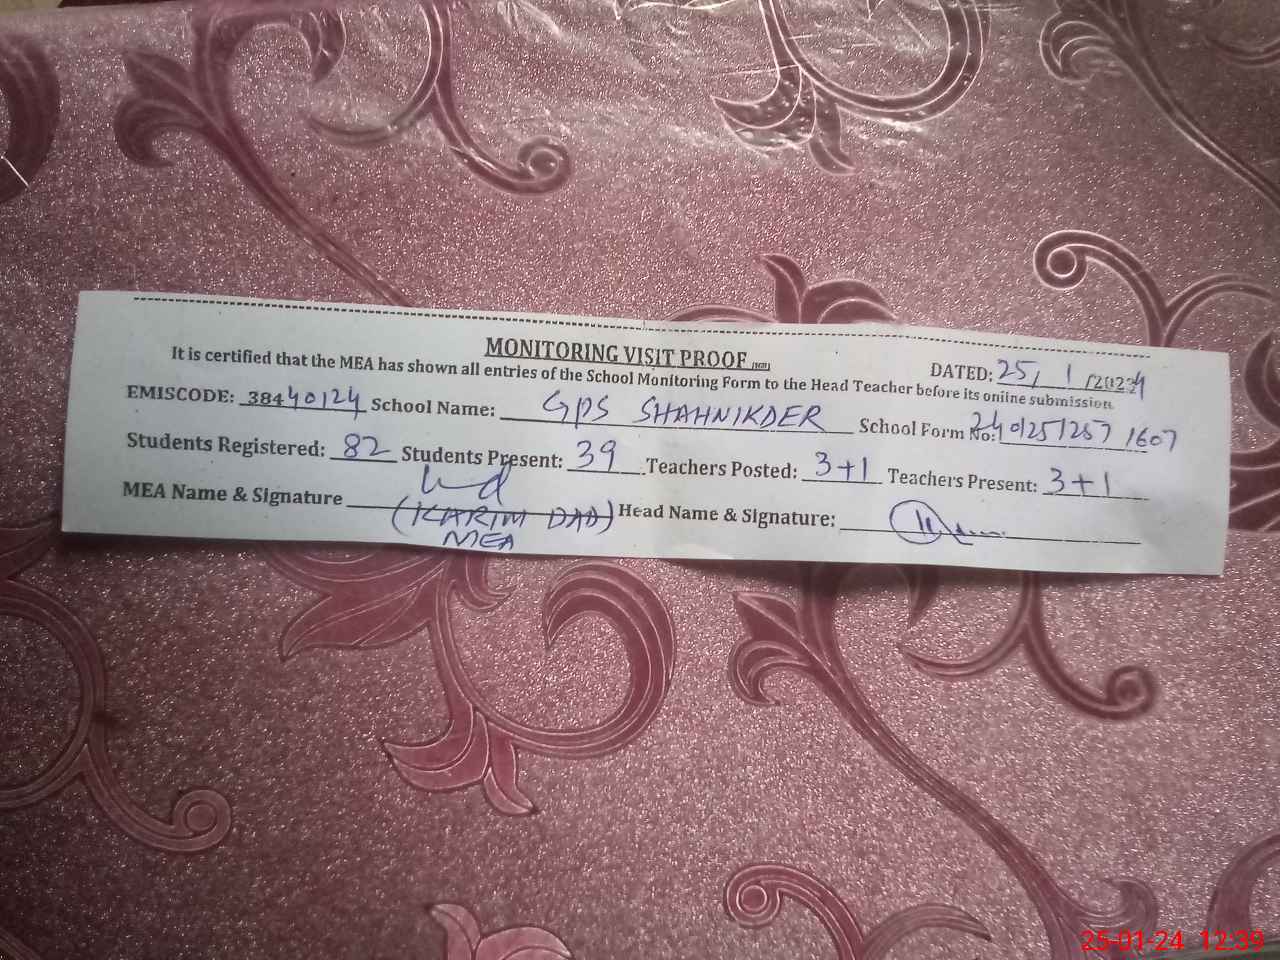 MONITORING VISIT PROOF
DATED: 25/1/2024
It is certified that the MEA has shown all entries of the School Monitoring Form to the Head Teacher before its online submission.
EMISCODE: 38440124 School Name: GPS SHAHNIKDER School Form No: 2401251257 1607
Students Registered: 82 Students Present: 39 Teachers Posted: 3+1 Teachers Present: 3+1
MEA Name & Signature (KARIM DAD) Head Name & Signature:
MEA
25-01-24 12:39